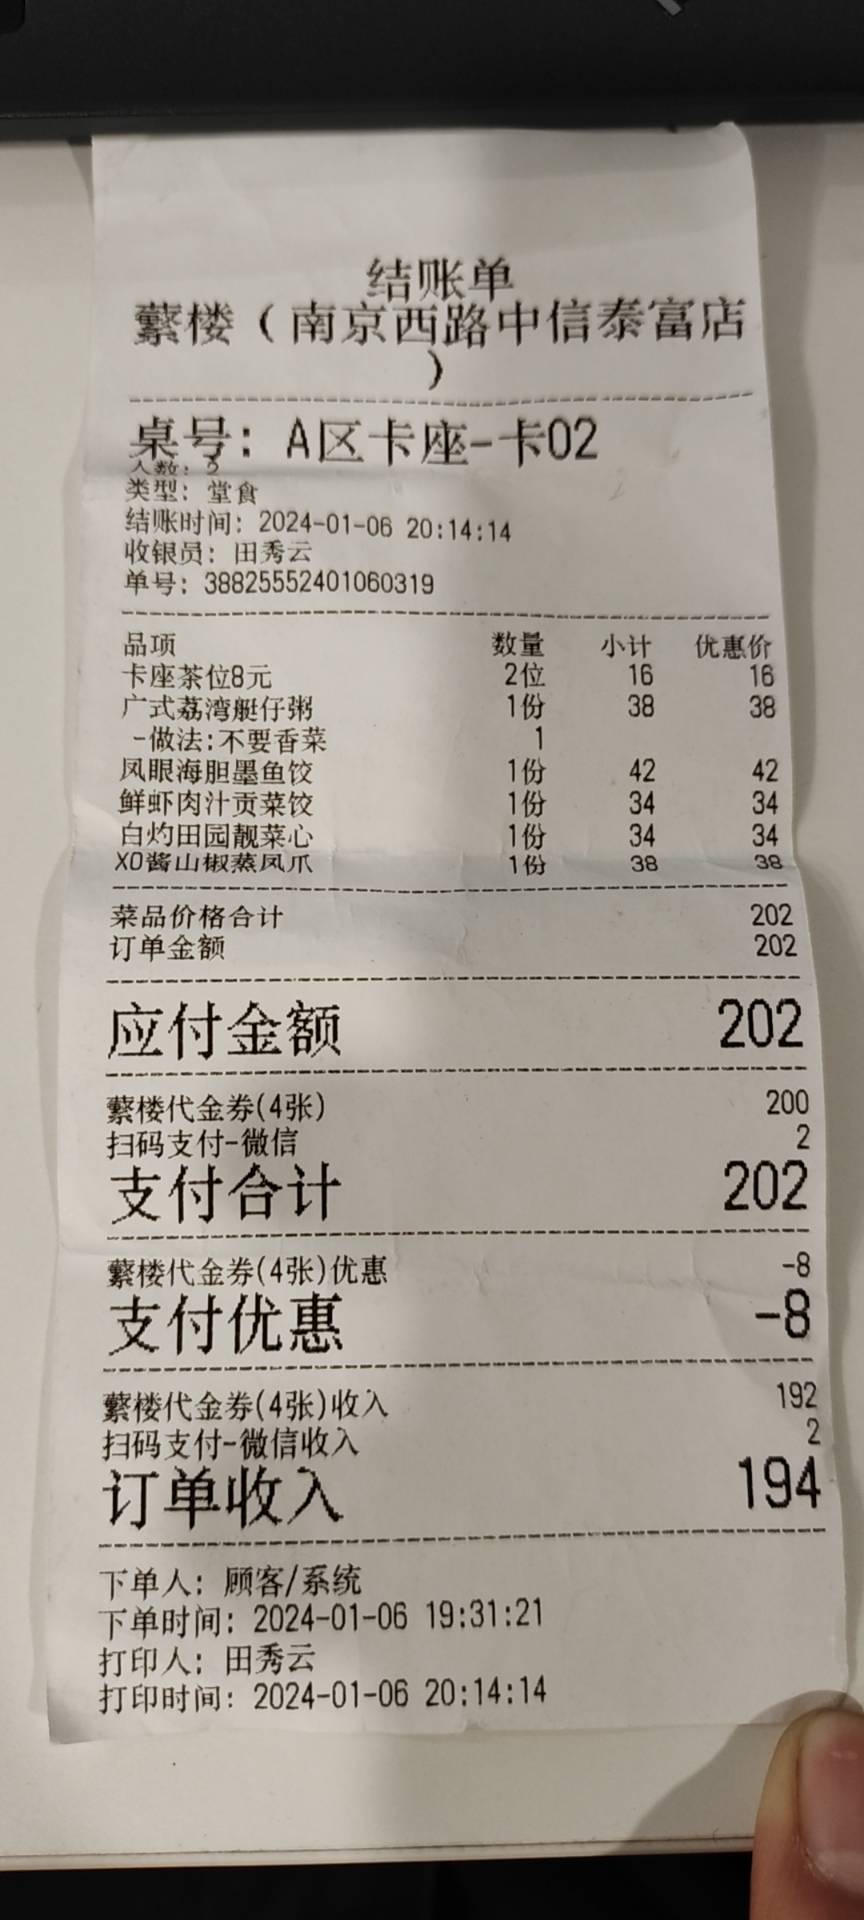 结账单
蘩楼（南京西路中信泰富店
）
桌号：A区卡座-卡02
人数：2
类型：堂食
结账时间：2024-01-06 20:14:14
收银员：田秀云
单号：38825552401060319
品项 数量 小计 优惠价
卡座茶位8元 2位 16 16
广式荔湾艇仔粥 1份 38 38
-做法:不要香菜 1
凤眼海胆墨鱼饺 1份 42 42
鲜虾肉汁贡菜饺 1份 34 34
白灼田园靓菜心 1份 34 34
XO酱山椒蒸凤爪 1份 38 38
菜品价格合计 202
订单金额 202
应付金额 202
蘩楼代金券(4张) 200
扫码支付-微信 2
支付合计 202
蘩楼代金券(4张)优惠 -8
支付优惠 -8
蘩楼代金券(4张)收入 192
扫码支付-微信收入 2
订单收入 194
下单人：顾客/系统
下单时间：2024-01-06 19:31:21
打印人：田秀云
打印时间：2024-01-06 20:14:14